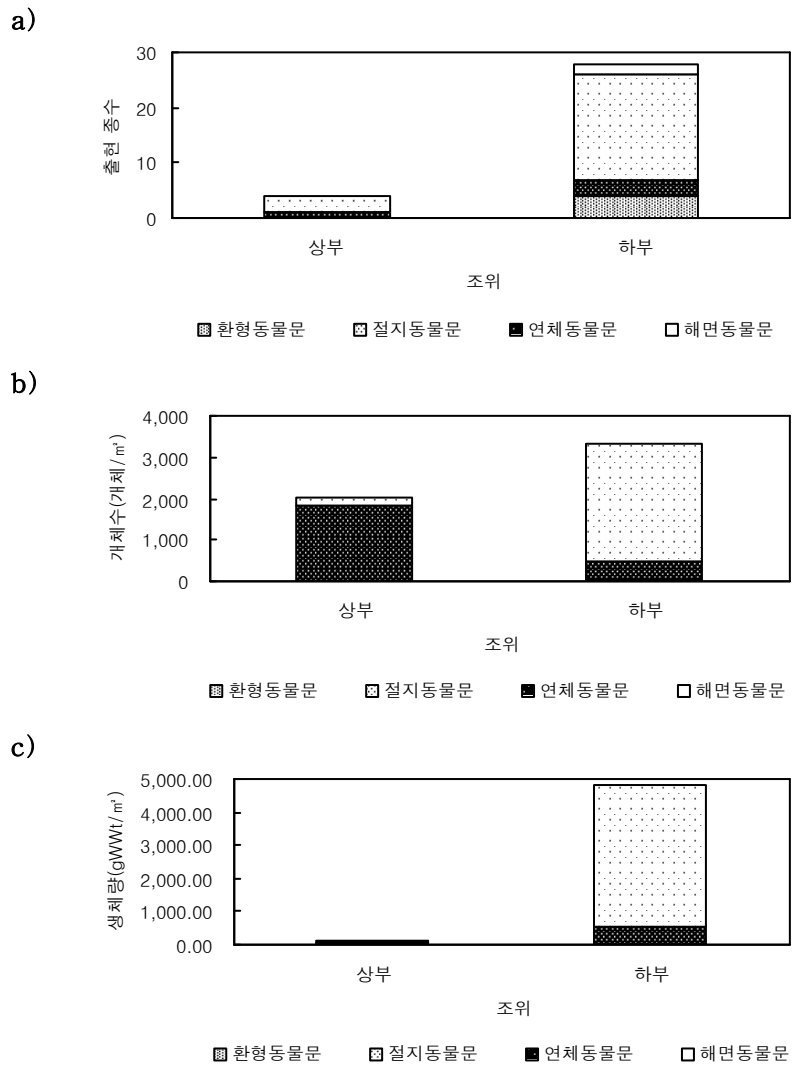 a)
30
20
10
0
출현 종수
상부 하부
조위
환형동물문 절지동물문 연체동물문 해면동물문
b)
4,000
3,000
2,000
1,000
0
개체수(개체/㎡)
상부 하부
조위
환형동물문 절지동물문 연체동물문 해면동물문
c)
5,000.00
4,000.00
3,000.00
2,000.00
1,000.00
0.00
생체량(gWWt/㎡)
상부 하부
조위
환형동물문 절지동물문 연체동물문 해면동물문